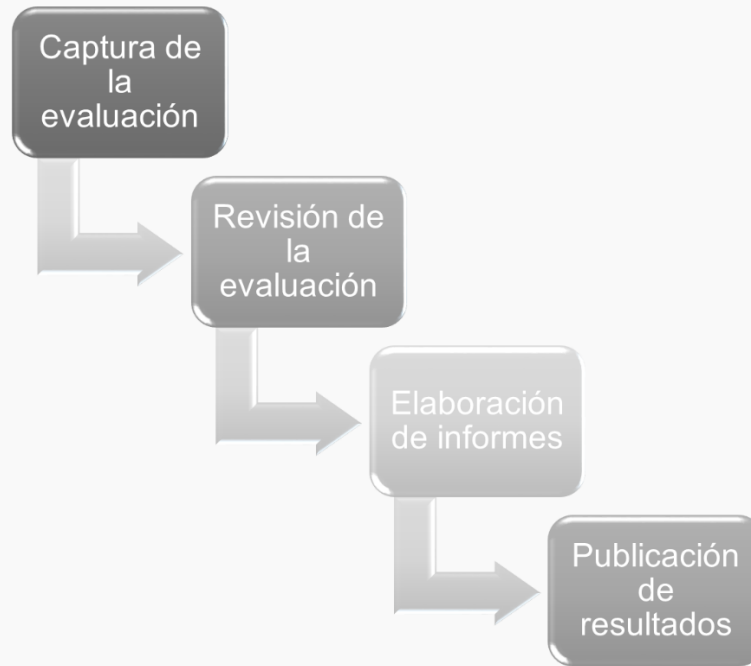 Captura de
la
evaluación
Revisión de
la
evaluación
Elaboración
de informes
Publicación
de
resultados